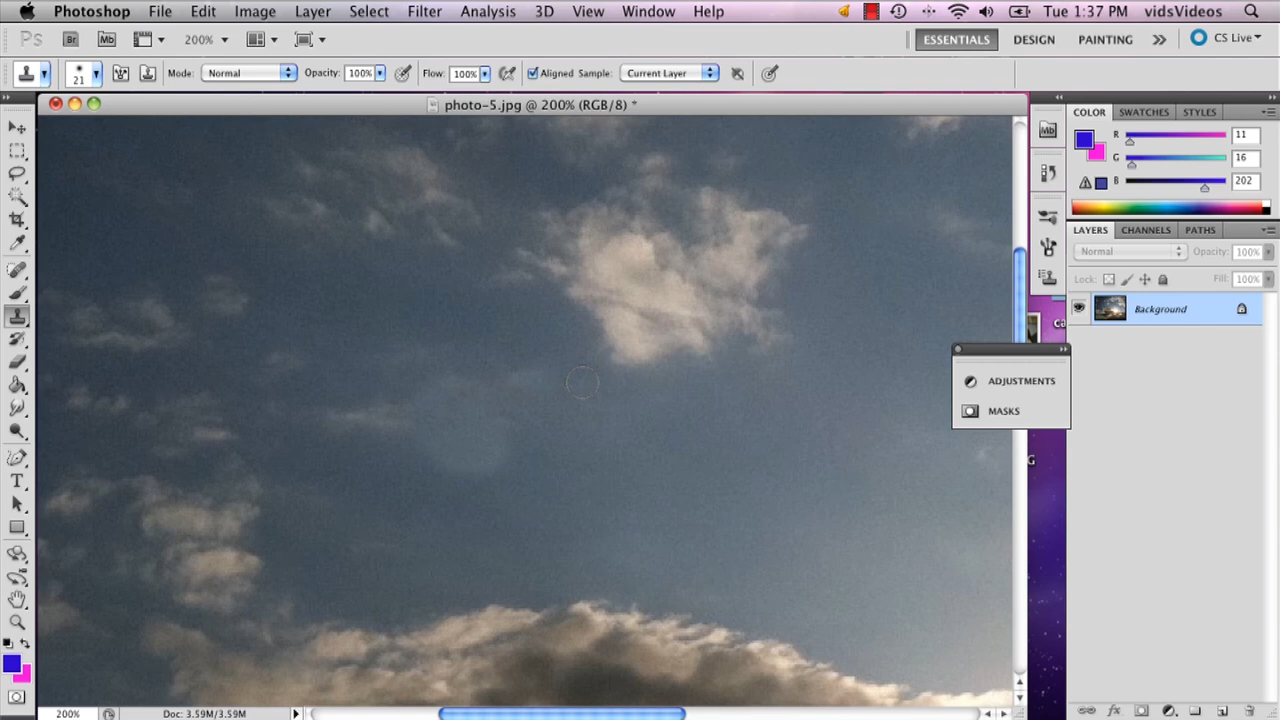 Photoshop File Edit Image Layer Select Filter Analysis 3D View Window Help Tue 1:37 PM vidsVideos
Ps Br Mb 200% ESSENTIALS DESIGN PAINTING CS Live
21 Mode: Normal Opacity: 100% Flow: 100% Aligned Sample: Current Layer
photo-5.jpg @ 200% (RGB/8) *
Mb
COLOR SWATCHES STYLES
R 11
G 16
B 202
LAYERS CHANNELS PATHS
Normal Opacity: 100%
Lock: Fill: 100%
Background
Ca
ADJUSTMENTS
MASKS
G
T
200% Doc: 3.59M/3.59M
fx